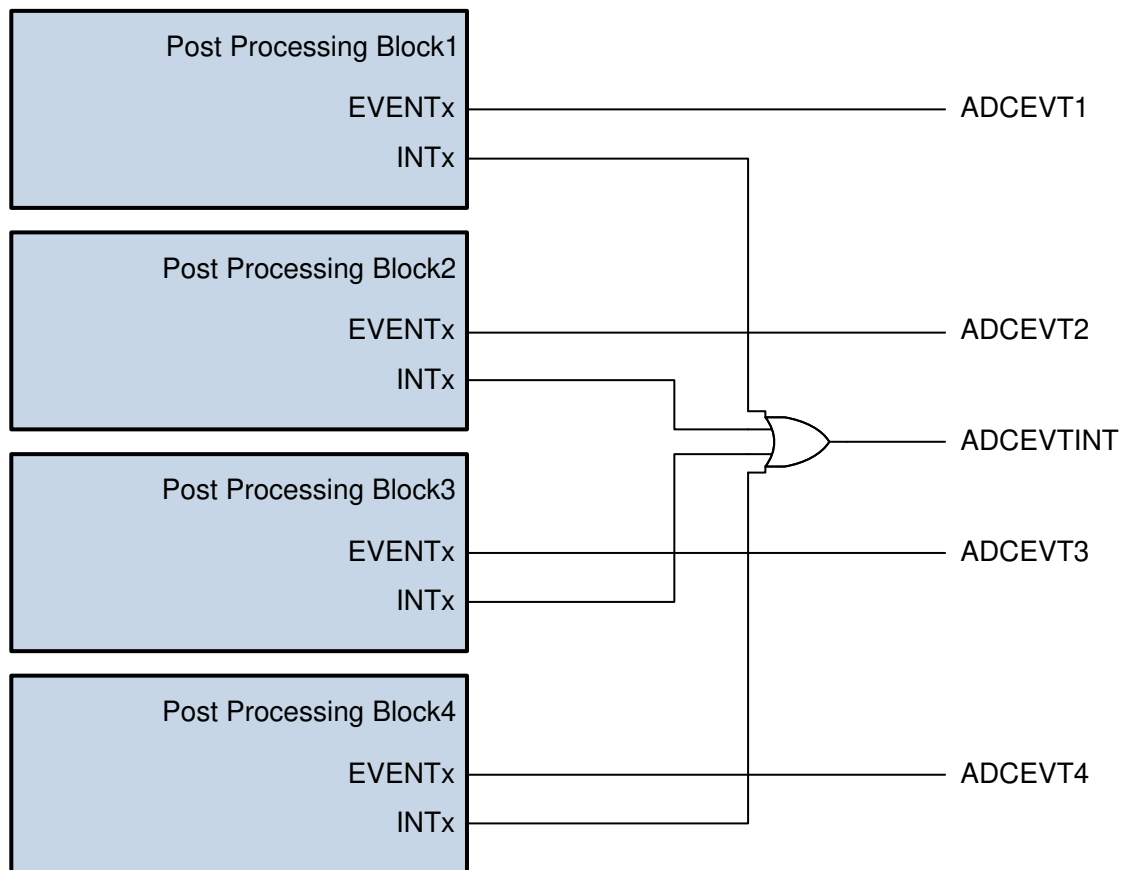 Post Processing Block1
EVENTx
ADCEVT1
INTx
Post Processing Block2
EVENTx
ADCEVT2
INTx
ADCEVTINT
Post Processing Block3
EVENTx
ADCEVT3
INTx
Post Processing Block4
EVENTx
ADCEVT4
INTx